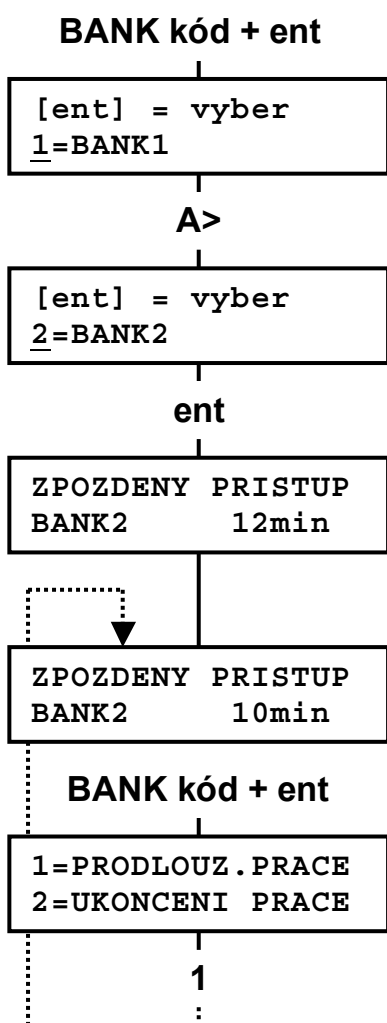 BANK kód + ent
[ent] = vyber
1=BANK1
A>
[ent] = vyber
2=BANK2
ent
ZPOZDENY PRISTUP
BANK2 12min
ZPOZDENY PRISTUP
BANK2 10min
BANK kód + ent
1=PRODLOUZ.PRACE
2=UKONCENI PRACE
1